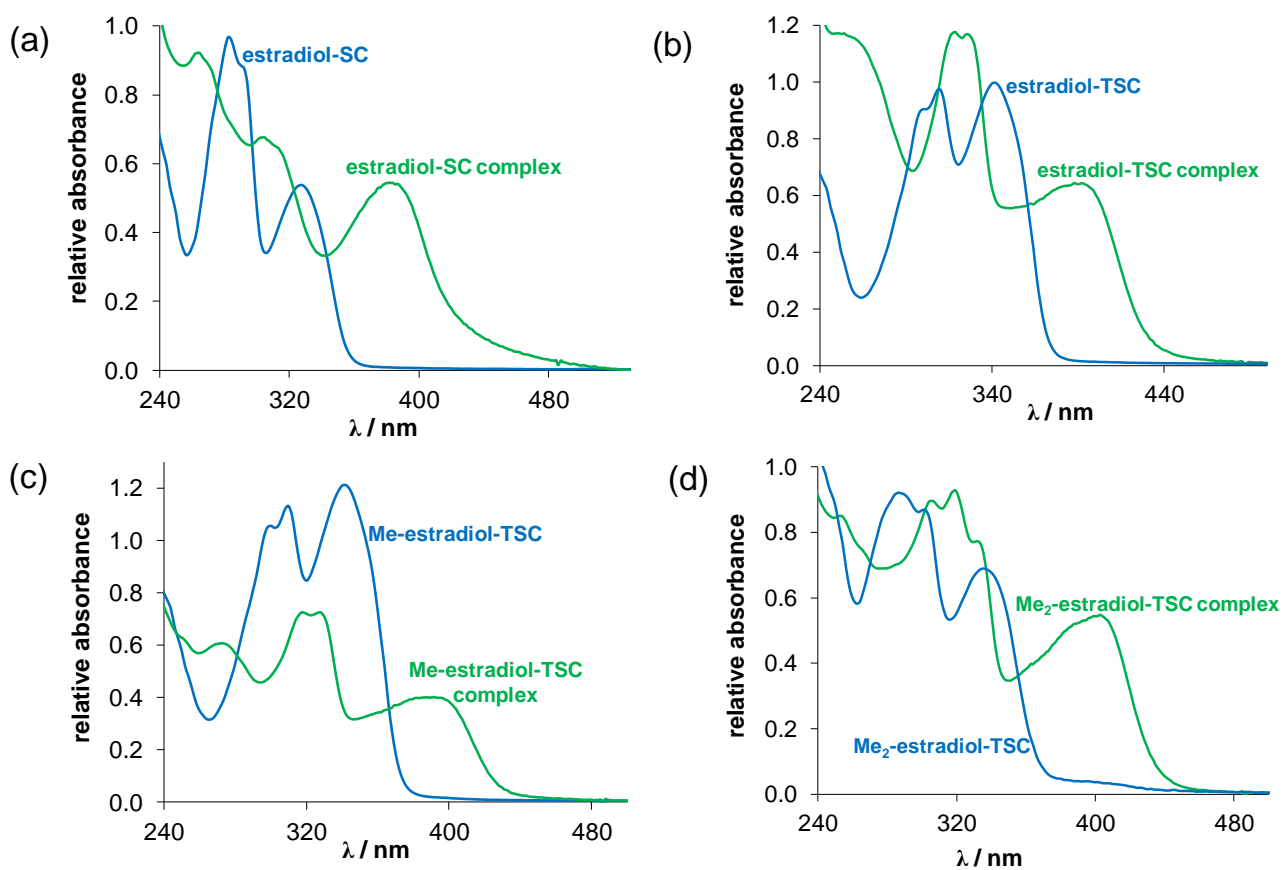 (a)
relative absorbance
1.0
0.8
0.6
0.4
0.2
0.0
240
320
400
480
λ / nm
estradiol-SC
estradiol-SC complex
(b)
relative absorbance
1.2
1.0
0.8
0.6
0.4
0.2
0.0
240
340
440
λ / nm
estradiol-TSC
estradiol-TSC complex
(c)
relative absorbance
1.2
1.0
0.8
0.6
0.4
0.2
0.0
240
320
400
480
λ / nm
Me-estradiol-TSC
Me-estradiol-TSC
complex
(d)
relative absorbance
1.0
0.8
0.6
0.4
0.2
0.0
240
320
400
480
λ / nm
Me₂-estradiol-TSC complex
Me₂-estradiol-TSC